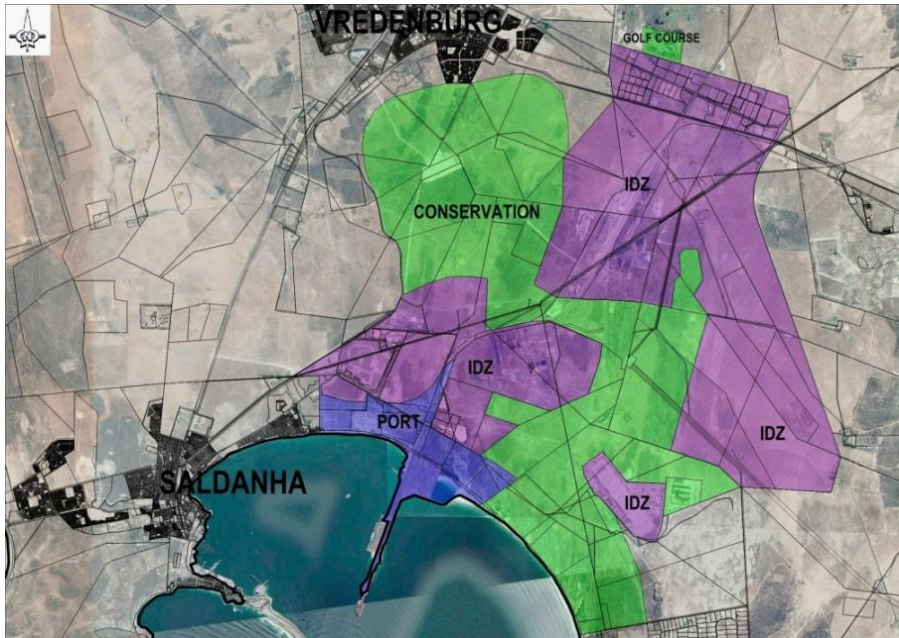 VREDENBURG
GOLF COURSE
IDZ
CONSERVATION
IDZ
PORT
IDZ
SALDANHA
IDZ